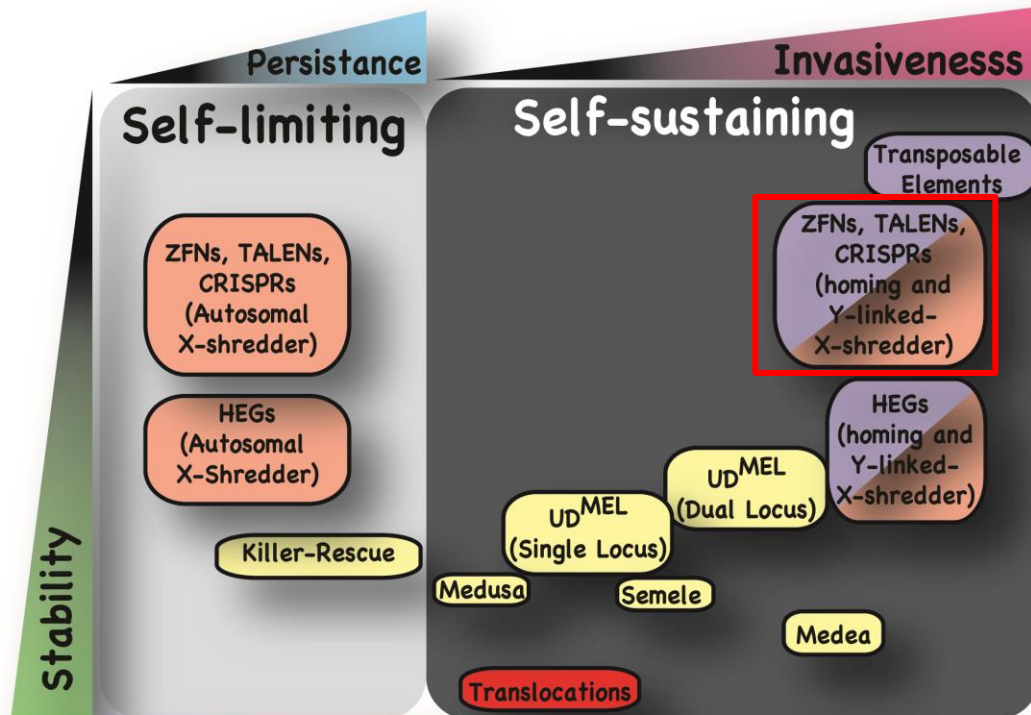 Persistance
Invasivenesss
Self-limiting
Self-sustaining
Transposable
Elements
ZFNs, TALENs,
CRISPRs
(Autosomal
X-shredder)
ZFNs, TALENs,
CRISPRs
(homing and
Y-linked-
X-shredder)
HEGs
(Autosomal
X-Shredder)
HEGs
(homing and
Y-linked-
X-shredder)
UDMEL
(Dual Locus)
UDMEL
(Single Locus)
Killer-Rescue
Medusa
Semele
Medea
Translocations
Stability